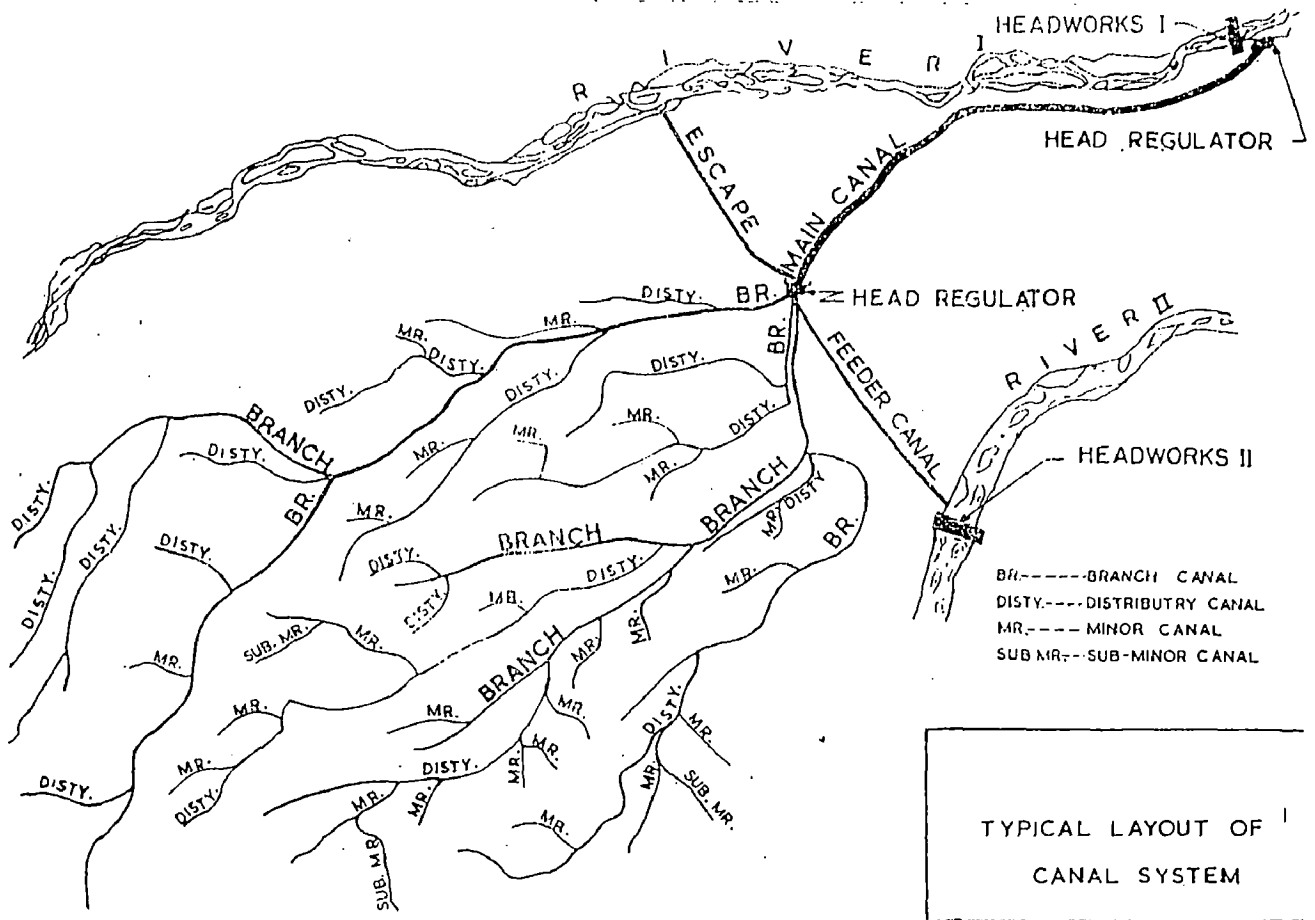 HEADWORKS I
RIVER I
HEAD REGULATOR
ESCAPE
MAIN CANAL
HEAD REGULATOR
BR.
DISTY.
BR.
MR.
MR.
DISTY.
DISTY.
DISTY.
DISTY.
FEEDER CANAL
RIVER II
HEADWORKS II
BRANCH
DISTY.
BR.
MR.
MR.
MR.
DISTY.
MR.
MR.
BRANCH
DISTY
MR.
BR.
DISTY.
DISTY.
DISTY.
DISTY.
BRANCH
DISTY.
DISTY.
DISTY
MR.
MR.
BR.------BRANCH CANAL
DISTY.----DISTRIBUTRY CANAL
MR.----MINOR CANAL
SUB MR.--SUB-MINOR CANAL
SUB. MR.
MR.
MR.
MR.
MR.
BRANCH
MR.
MR.
MR.
DISTY.
MR.
MR.
DISTY.
DISTY.
DISTY.
MR.
MR.
MR.
MR.
SUB. MR.
MR.
MR.
SUB. MR.
TYPICAL LAYOUT OF
CANAL SYSTEM